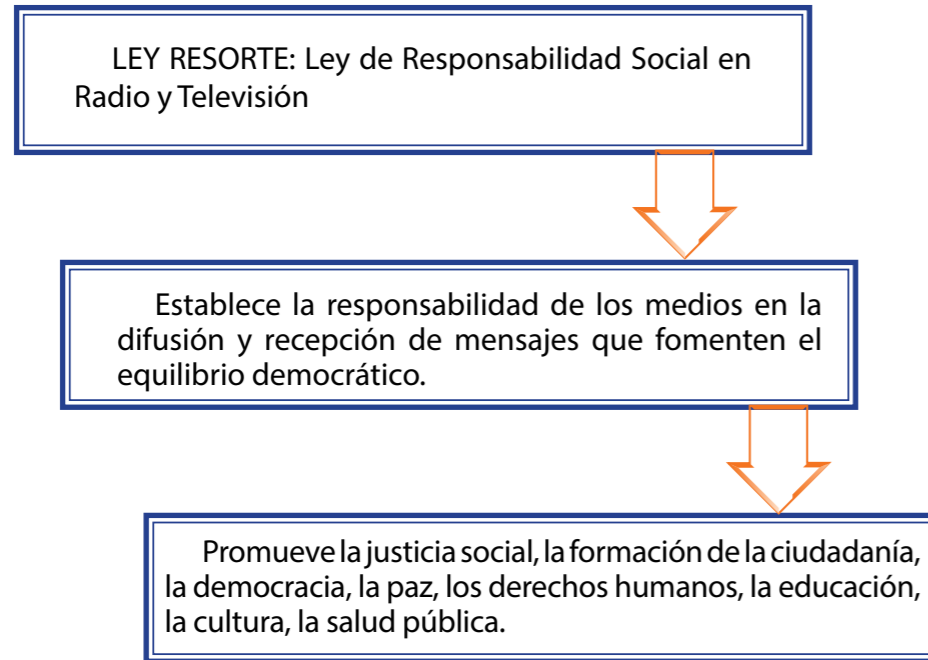 LEY RESORTE: Ley de Responsabilidad Social en
Radio y Televisión
Establece la responsabilidad de los medios en la
difusión y recepción de mensajes que fomenten el
equilibrio democrático.
Promueve la justicia social, la formación de la ciudadanía,
la democracia, la paz, los derechos humanos, la educación,
la cultura, la salud pública.